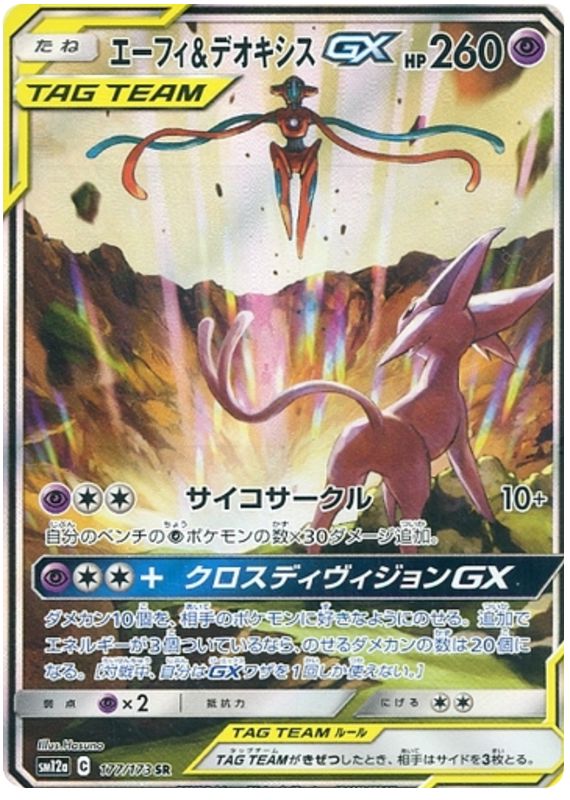 たね
エーフィ&デオキシスGX HP260
TAG TEAM
サイコサークル 10+
自分のベンチの ポケモンの数×30ダメージ追加。
+ クロスディヴィジョンGX
ダメカン10個を、相手のポケモンに好きなようにのせる。追加で
エネルギーが3個ついているなら、のせるダメカンの数は20個に
なる。[対戦中、自分はGXワザを1回しか使えない。]
弱点 ×2 抵抗力 にげる
TAG TEAM ルール
Illus.Hasuno
TAG TEAMがきぜつしたとき、相手はサイドを3枚とる。
SM12a C 177/173 SR